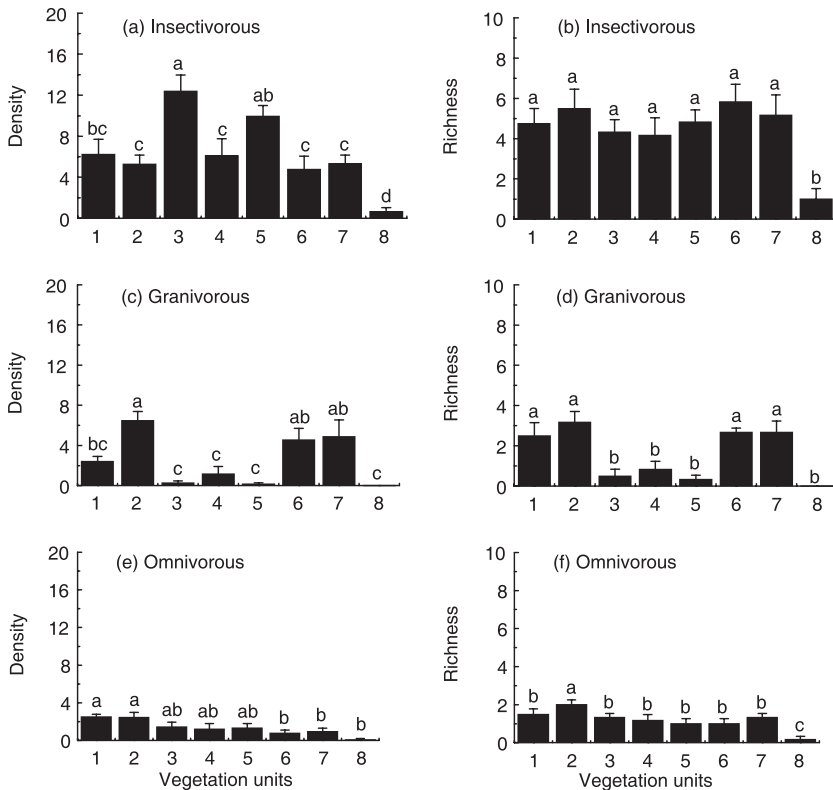 (a) Insectivorous
Density
20
16
12
8
4
0
bc
c
a
c
ab
c
c
d
1 2 3 4 5 6 7 8
(b) Insectivorous
Richness
10
8
6
4
2
0
a
a
a
a
a
a
a
b
1 2 3 4 5 6 7 8
(c) Granivorous
Density
20
16
12
8
4
0
bc
a
c
c
c
ab
ab
c
1 2 3 4 5 6 7 8
(d) Granivorous
Richness
10
8
6
4
2
0
a
a
b
b
b
a
a
b
1 2 3 4 5 6 7 8
(e) Omnivorous
Density
20
16
12
8
4
0
a
a
ab
ab
ab
b
b
b
1 2 3 4 5 6 7 8
Vegetation units
(f) Omnivorous
Richness
10
8
6
4
2
0
b
a
b
b
b
b
b
c
1 2 3 4 5 6 7 8
Vegetation units